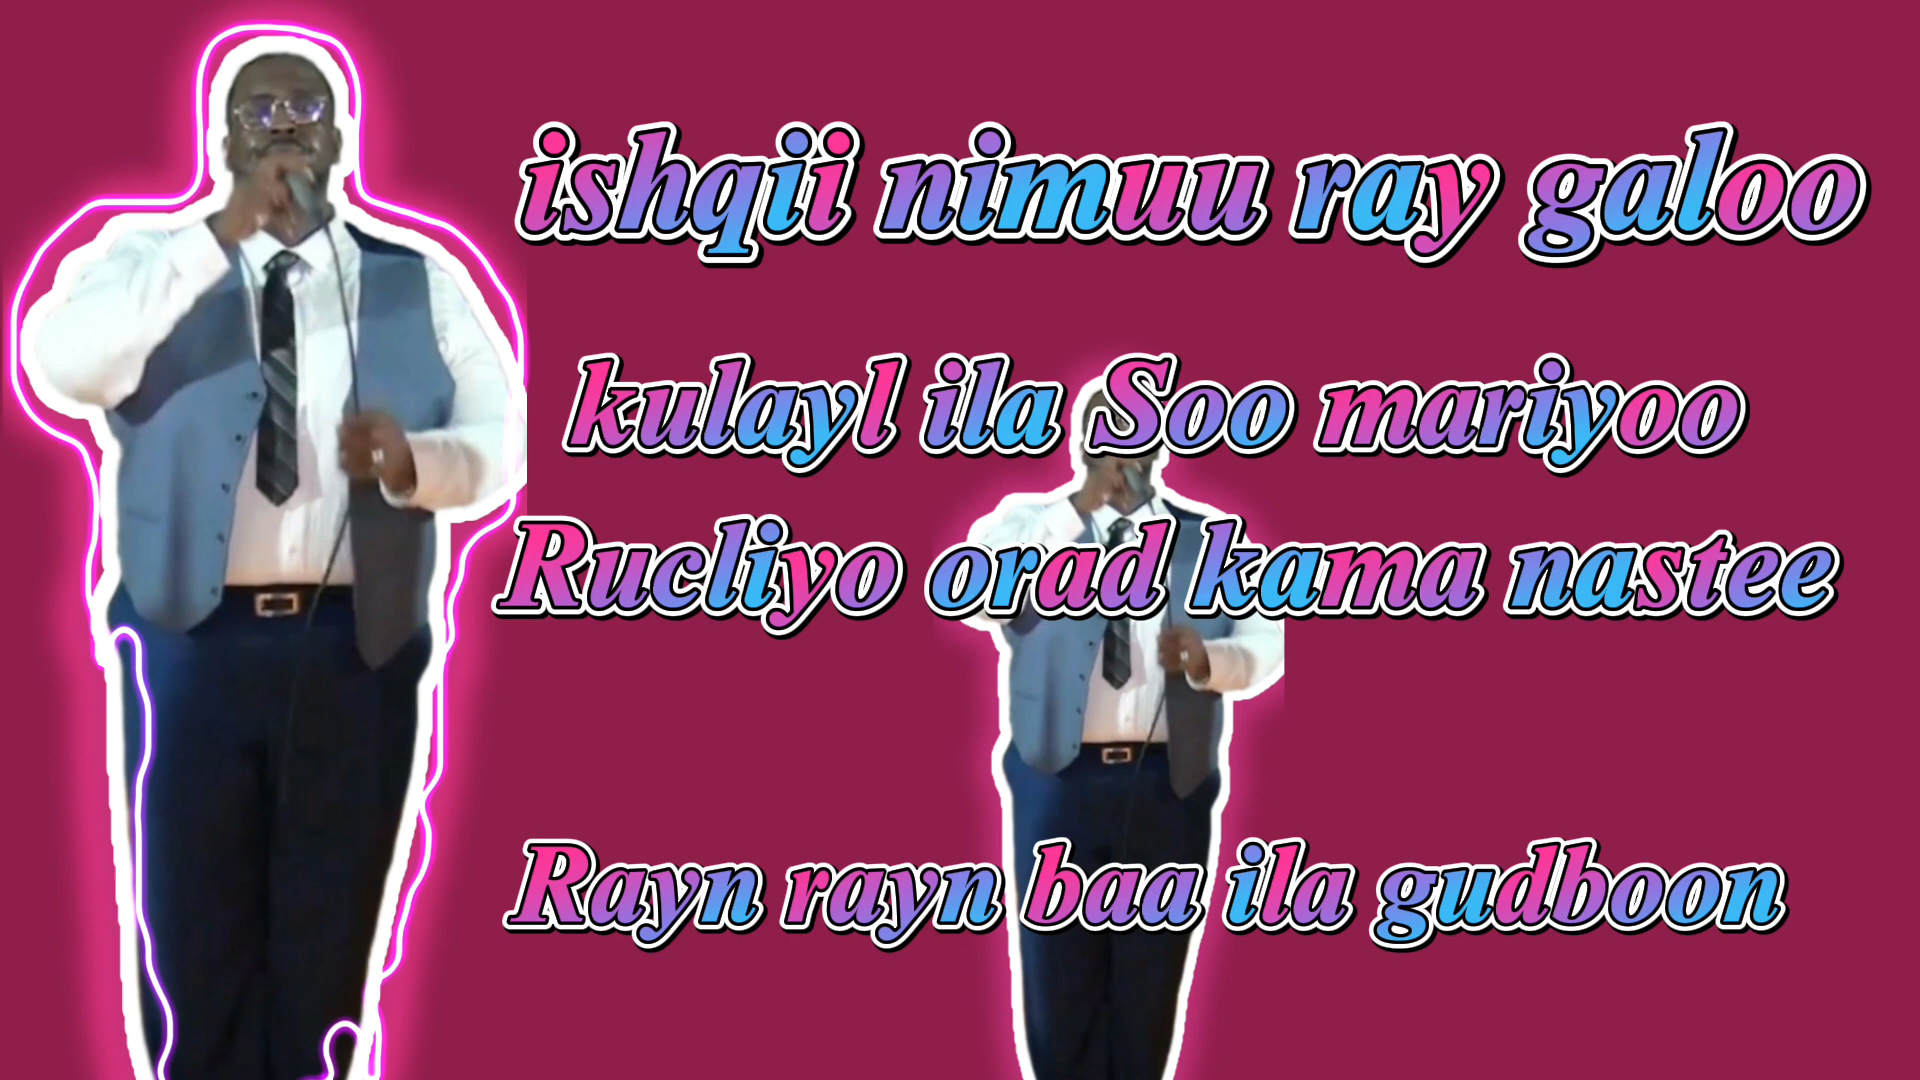 ishqii nimuu ray galoo
kulayl ila Soo mariyoo
Rucliyo orad kama nastee
Rayn rayn baa ila gudboon